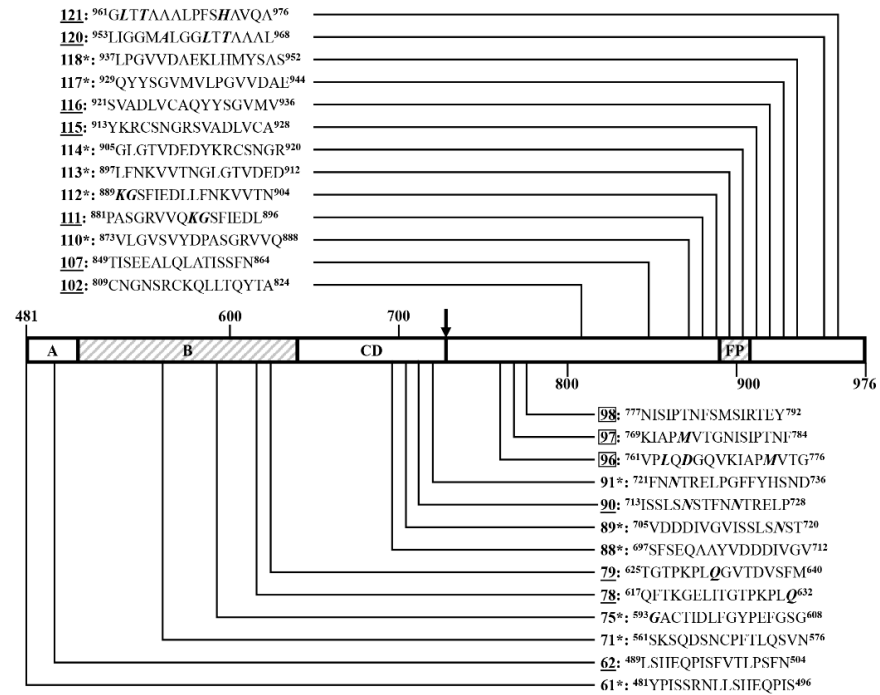 121: ⁹⁶¹GLTTAAALPFSHAVQA⁹⁷⁶
120: ⁹⁵³LIGGMALGGLTTAAAL⁹⁶⁸
118*: ⁹³⁷LPGVVDAEKLHMYSAS⁹⁵²
117*: ⁹²⁹QYYSGVMVLPGVVDAE⁹⁴⁴
116: ⁹²¹SVADLVCAQYYSGVMV⁹³⁶
115: ⁹¹³YKRCSNGRSVADLVCA⁹²⁸
114*: ⁹⁰⁵GLGTVDEDYKRCSNGR⁹²⁰
113*: ⁸⁹⁷LFNKVVTNGLGTVDED⁹¹²
112*: ⁸⁸⁹KGSFIEDLLFNKVVTN⁹⁰⁴
111: ⁸⁸¹PASGRVVQKGSFIEDL⁸⁹⁶
110*: ⁸⁷³VLGVSVYDPASGRVVQ⁸⁸⁸
107: ⁸⁴⁹TISEEALQLATISSFN⁸⁶⁴
102: ⁸⁰⁹CNGNSRCKQLLTQYTA⁸²⁴
481 600 700
A B CD FP
800 900 976
98: ⁷⁷⁷NISIPTNFSMSIRTEY⁷⁹²
97: ⁷⁶⁹KIAPMVTGNISIPTNF⁷⁸⁴
96: ⁷⁶¹VPLQDGQVKIAPMVTG⁷⁷⁶
91*: ⁷²¹FNNTRELPGFFYHSND⁷³⁶
90: ⁷¹³ISSLSNSTFNNTRELP⁷²⁸
89*: ⁷⁰⁵VDDDIVGVISSLSNST⁷²⁰
88*: ⁶⁹⁷SFSEQAAYVDDDIVGV⁷¹²
79: ⁶²⁵TGTPKPLQGVTDVSFM⁶⁴⁰
78: ⁶¹⁷QFTKGELITGTPKPLQ⁶³²
75*: ⁵⁹³GACTIDLFGYPEFGSG⁶⁰⁸
71*: ⁵⁶¹SKSQDSNCPFTLQSVN⁵⁷⁶
62: ⁴⁸⁹LSHEQPISFVTLPSFN⁵⁰⁴
61*: ⁴⁸¹YPISSRNLLSHEQPIS⁴⁹⁶